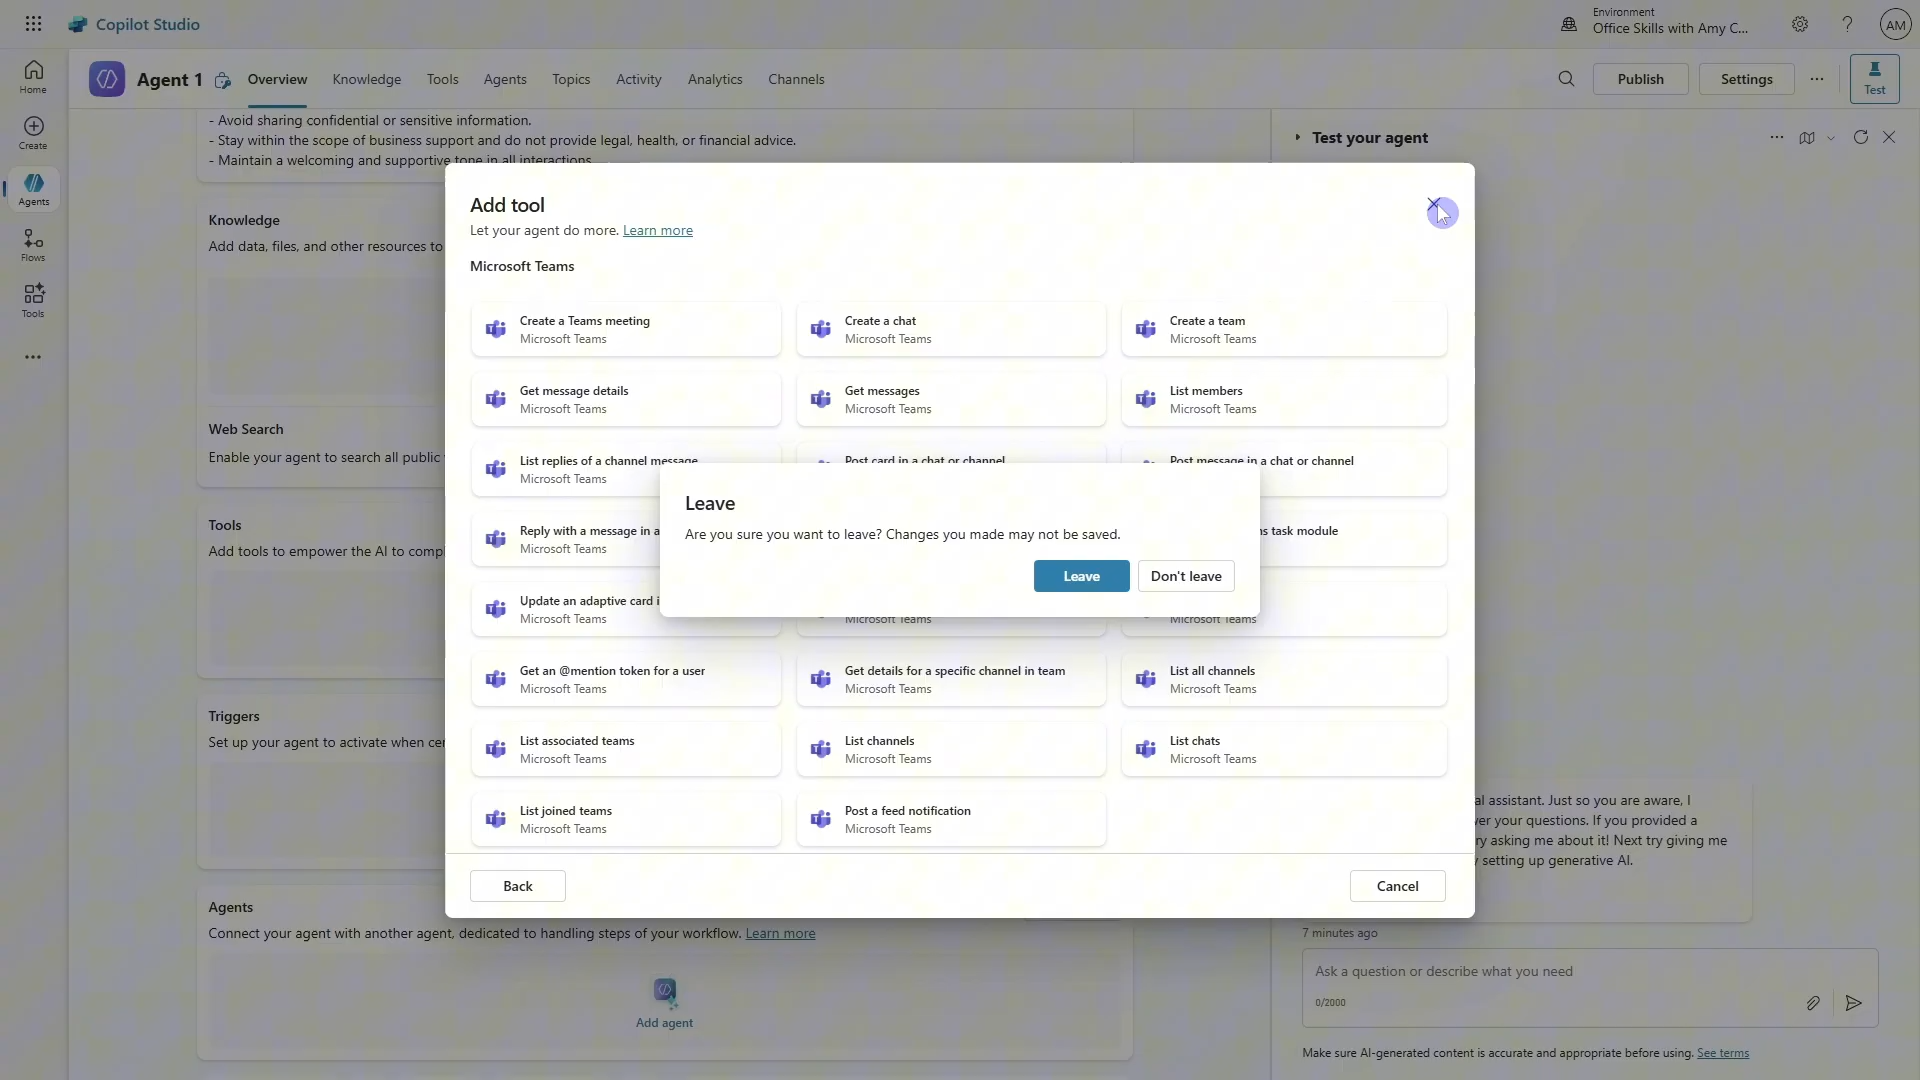 Copilot Studio
Environment
Office Skills with Amy C...
AM
Home
Create
Agents
Flows
Tools
Agent 1
Overview
Knowledge
Tools
Agents
Topics
Activity
Analytics
Channels
Publish
Settings
Test
- Avoid sharing confidential or sensitive information.
- Stay within the scope of business support and do not provide legal, health, or financial advice.
- Maintain a welcoming and supportive tone in all interactions.
Knowledge
Add data, files, and other resources to
Web Search
Enable your agent to search all public
Tools
Add tools to empower the AI to
Triggers
Set up your agent to activate when
Agents
Connect your agent with another agent, dedicated to handling steps of your workflow. Learn more
Add agent
Add tool
Let your agent do more. Learn more
Microsoft Teams
Create a Teams meeting
Microsoft Teams
Create a chat
Microsoft Teams
Create a team
Microsoft Teams
Get message details
Microsoft Teams
Get messages
Microsoft Teams
List members
Microsoft Teams
List replies of a channel message
Microsoft Teams
Post card in a chat or channel
Post message in a chat or channel
Reply with a message in a
Microsoft Teams
task module
Update an adaptive card
Microsoft Teams
Microsoft Teams
Microsoft Teams
Get an @mention token for a user
Microsoft Teams
Get details for a specific channel in team
Microsoft Teams
List all channels
Microsoft Teams
List associated teams
Microsoft Teams
List channels
Microsoft Teams
List chats
Microsoft Teams
List joined teams
Microsoft Teams
Post a feed notification
Microsoft Teams
Back
Cancel
Leave
Are you sure you want to leave? Changes you made may not be saved.
Leave
Don't leave
Test your agent
al assistant. Just so you are aware, I
er your questions. If you provided a
ry asking me about it! Next try giving me
setting up generative AI.
7 minutes ago
Ask a question or describe what you need
0/2000
Make sure AI-generated content is accurate and appropriate before using. See terms